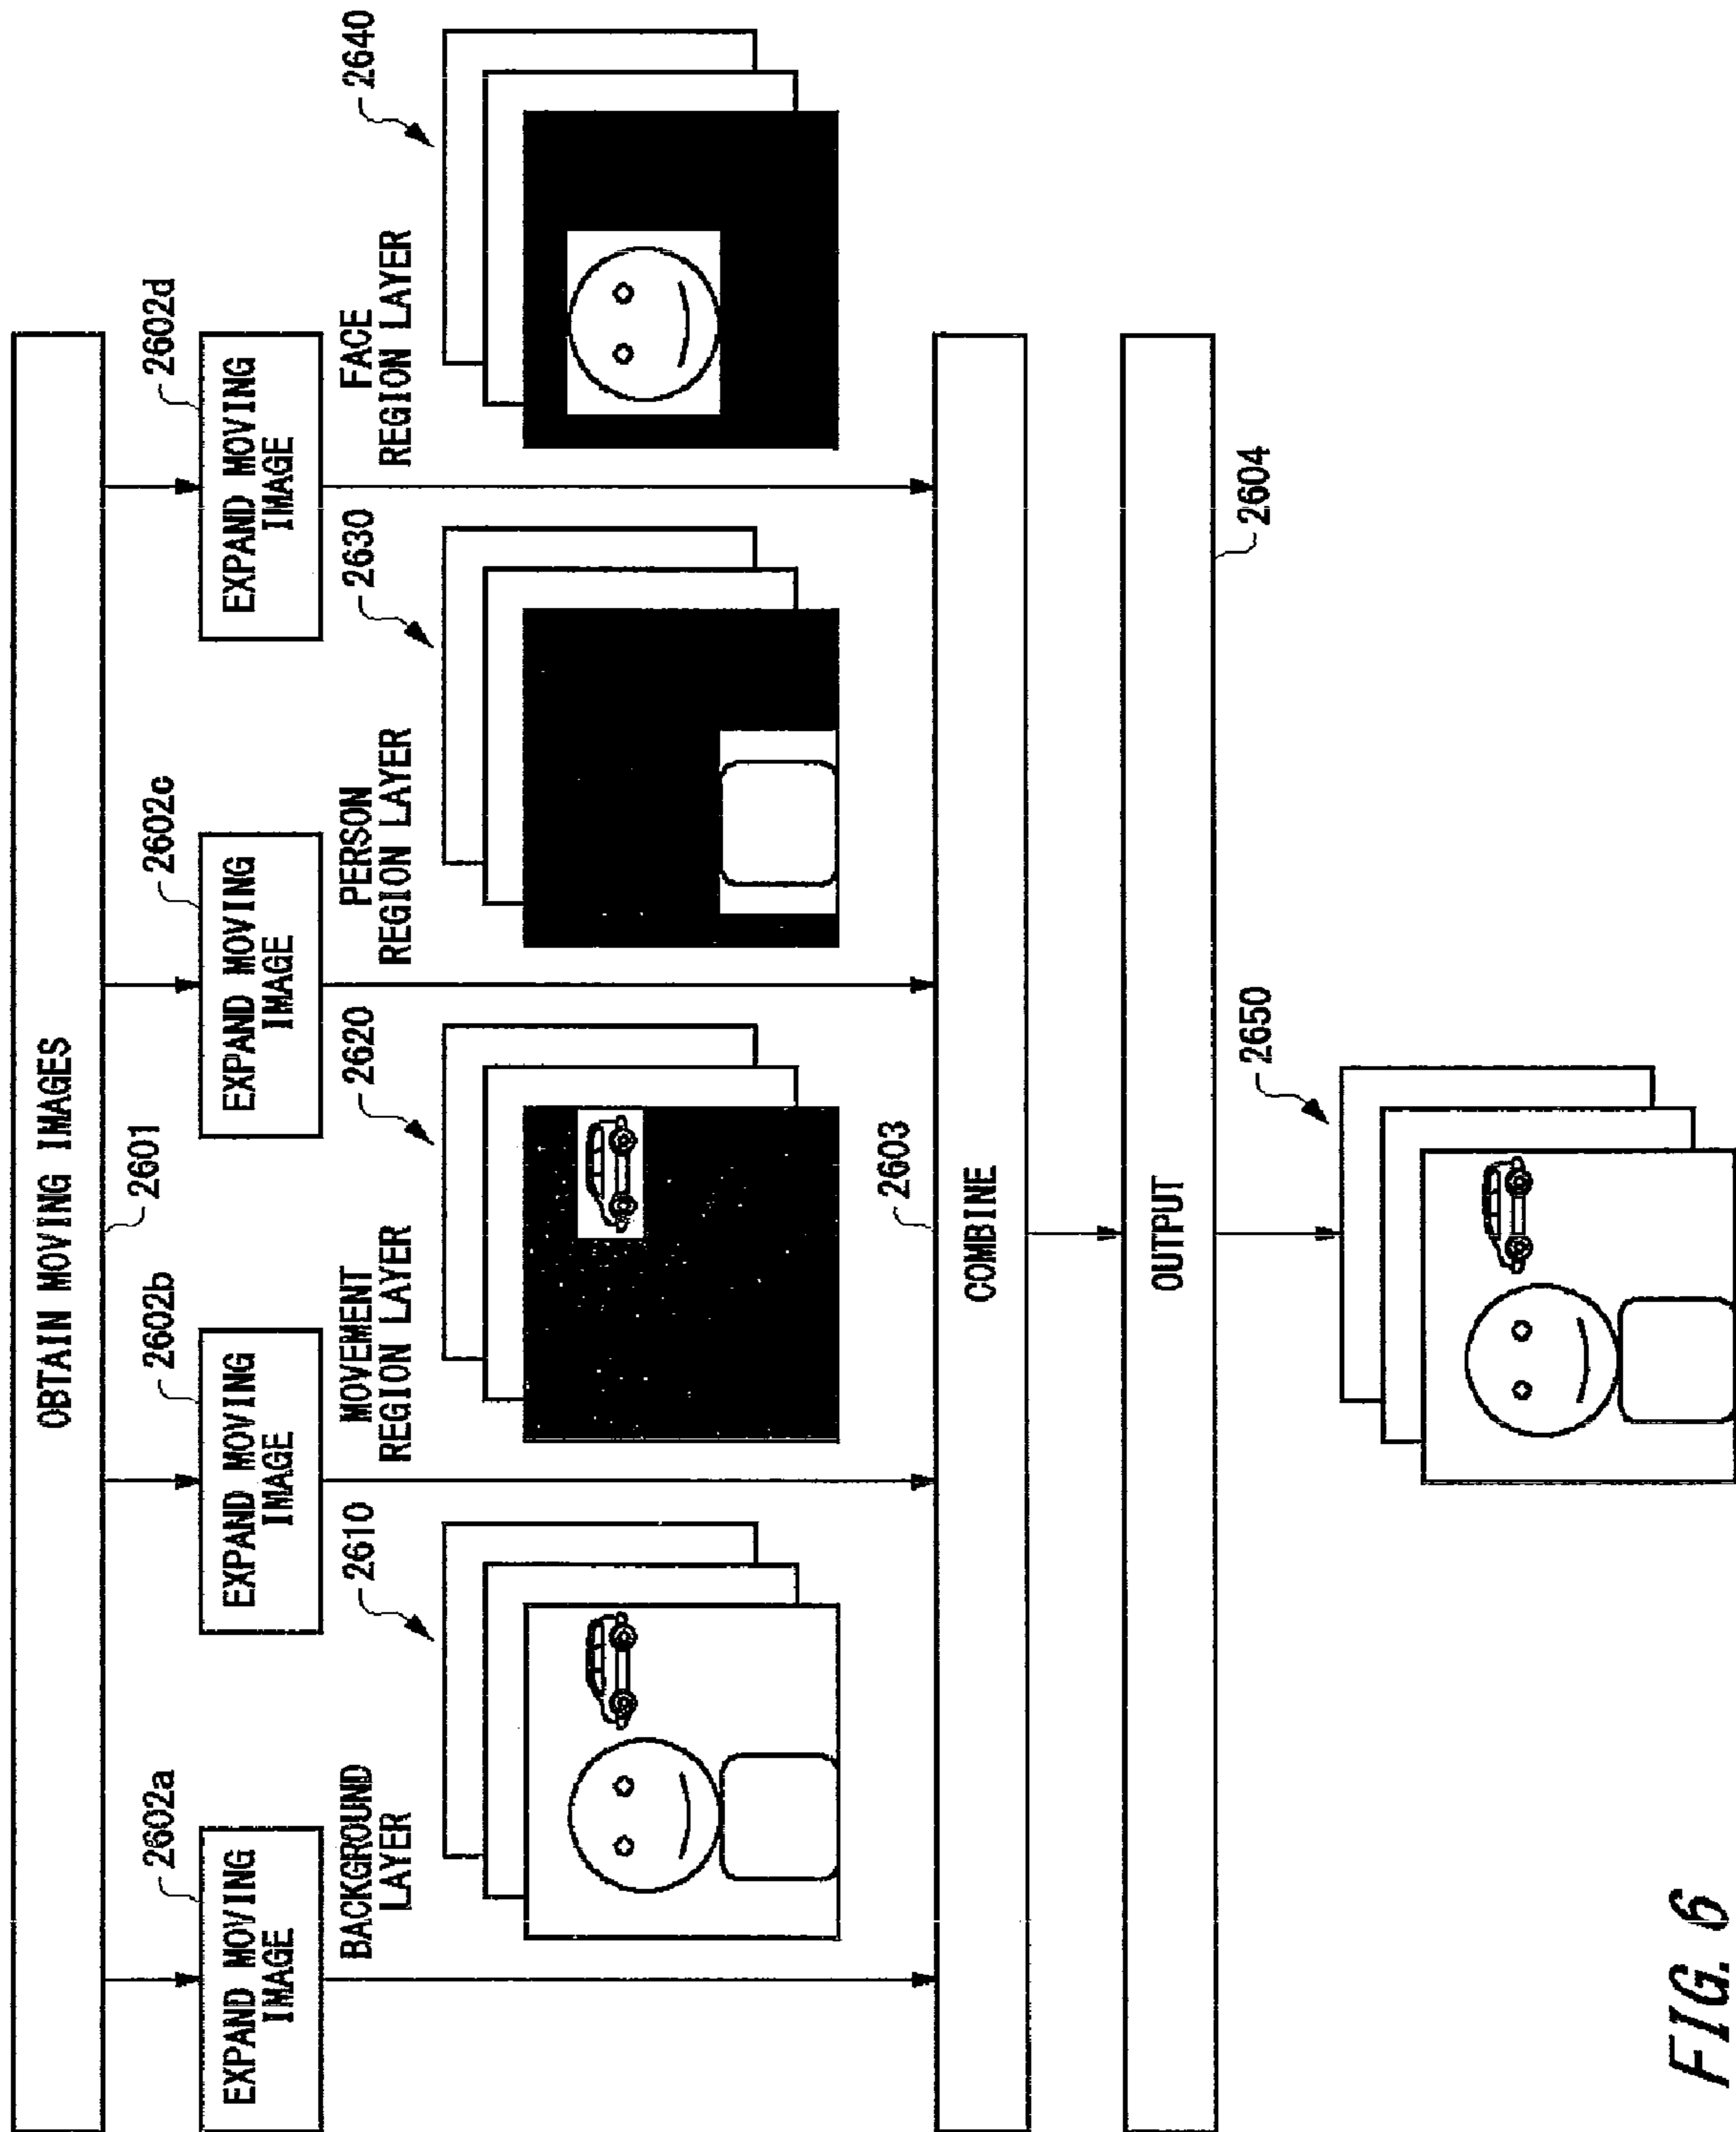 OBTAIN MOVING IMAGES
2601
2602a
2602b
2602c
2602d
EXPAND MOVING
IMAGE
EXPAND MOVING
IMAGE
EXPAND MOVING
IMAGE
EXPAND MOVING
IMAGE
BACKGROUND
LAYER
2610
MOVEMENT
REGION LAYER
2620
PERSON
REGION LAYER
2630
FACE
REGION LAYER
2640
2603
COMBINE
OUTPUT
2604
2650
FIG. 6